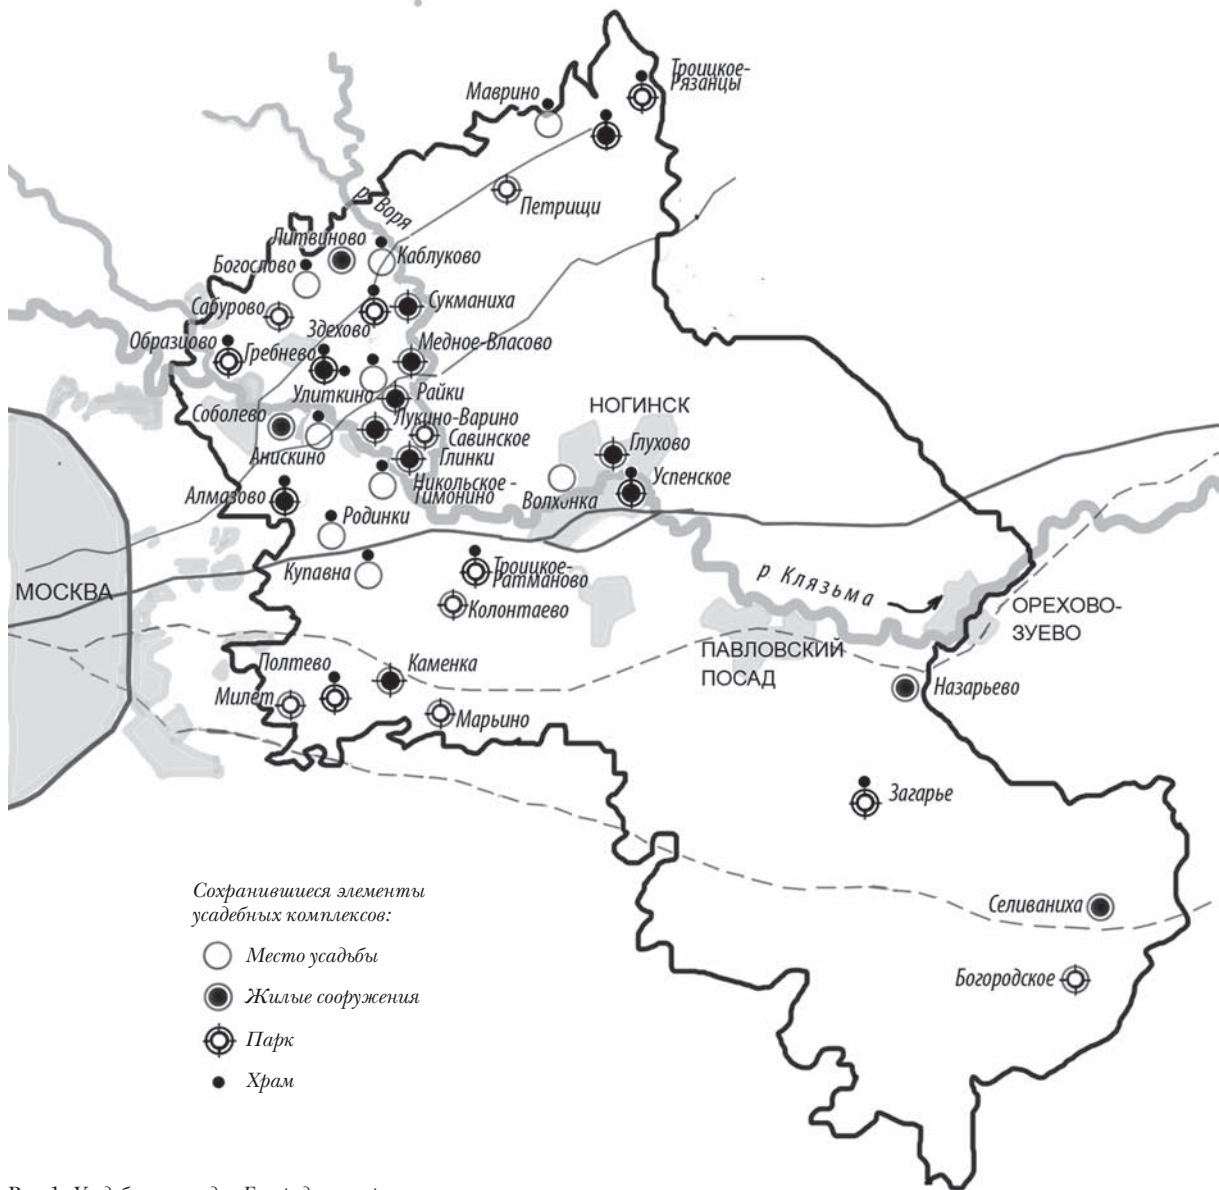 Троицкое-
Рязанцы
Маврино
Петрищи
р. Воря
Литвиново
Каблуково
Богослово
Сабурово
Сукманиха
Здехово
Образцово
Гребнево
Медное-Власово
Улиткино
Райки
НОГИНСК
Соболево
Лукино-Варино
Савинское
Глухово
Анискино
Глинки
Алмазово
Никольское -
Тимонино
Волхонка
Успенское
Родинки
Купавна
Троицкое-
Ратманово
Колонтаево
МОСКВА
р Клязьма
ОРЕХОВО-
ЗУЕВО
ПАВЛОВСКИЙ
ПОСАД
Полтево
Каменка
Милет
Марьино
Назарьево
Загарье
Селиваниха
Богородское
Сохранившиеся элементы
усадебных комплексов:
Место усадьбы
Жилые сооружения
Парк
Храм